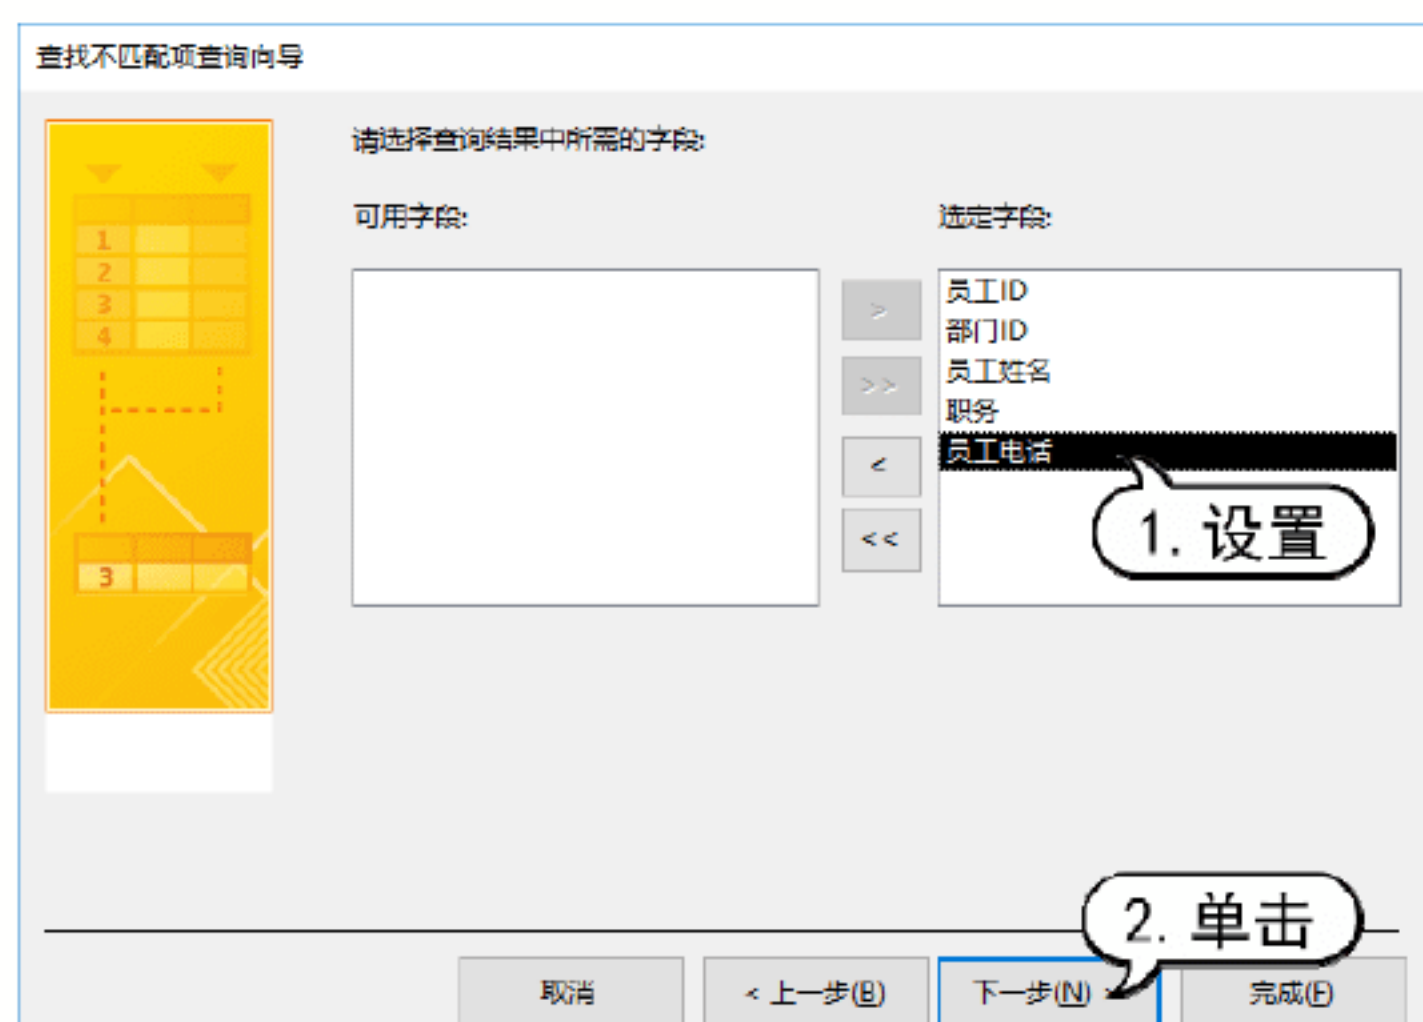 查找不匹配项查询向导
请选择查询结果中所需的字段:
可用字段:
选定字段:
1
2
3
4
3
>
>>
<
<<
员工ID
部门ID
员工姓名
职务
员工电话
1. 设置
2. 单击
取消
< 上一步(B)
下一步(N) >
完成(F)